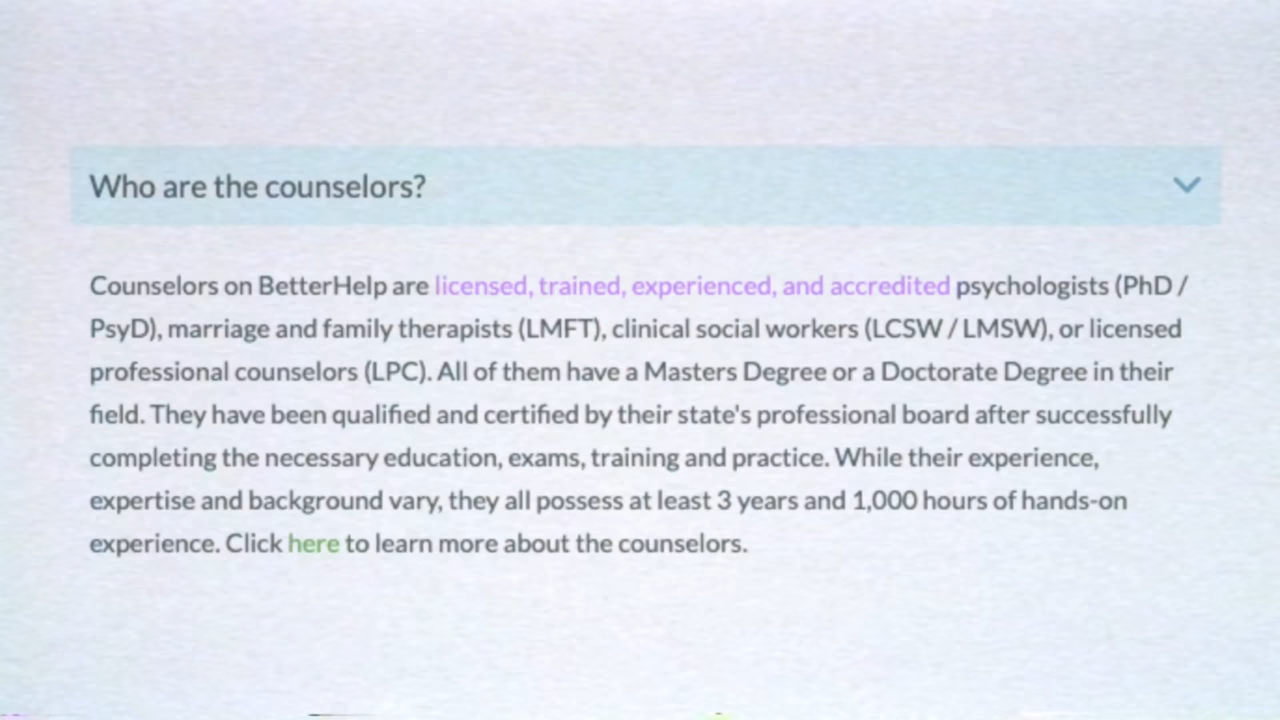 Who are the counselors?
Counselors on BetterHelp are licensed, trained, experienced, and accredited psychologists (PhD /
PsyD), marriage and family therapists (LMFT), clinical social workers (LCSW / LMSW), or licensed
professional counselors (LPC). All of them have a Masters Degree or a Doctorate Degree in their
field. They have been qualified and certified by their state's professional board after successfully
completing the necessary education, exams, training and practice. While their experience,
expertise and background vary, they all possess at least 3 years and 1,000 hours of hands-on
experience. Click here to learn more about the counselors.